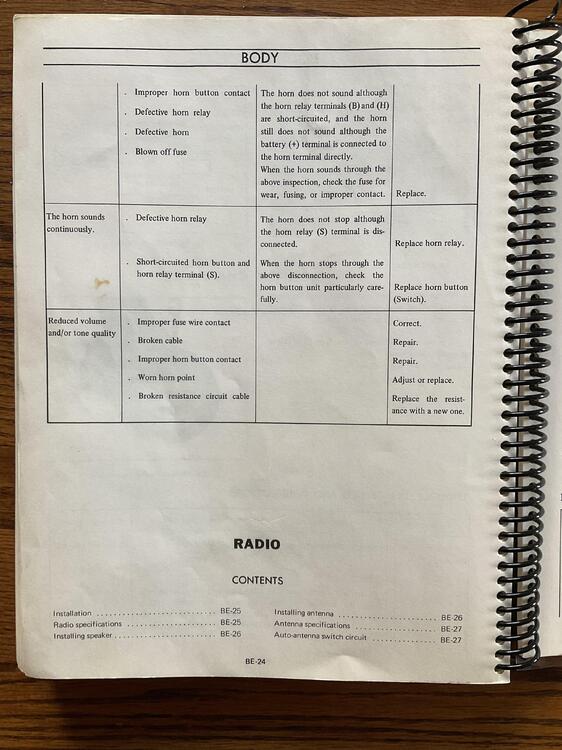 BODY
. Improper horn button contact
. Defective horn relay
. Defective horn
. Blown off fuse
The horn does not sound although
the horn relay terminals (B) and (H)
are short-circuited, and the horn
still does not sound although the
battery (+) terminal is connected to
the horn terminal directly.
When the horn sounds through the
above inspection, check the fuse for
wear, fusing, or improper contact.
Replace.
The horn sounds
continuously.
. Defective horn relay
The horn does not stop although
the horn relay (S) terminal is dis-
connected.
Replace horn relay.
. Short-circuited horn button and
horn relay terminal (S).
When the horn stops through the
above disconnection, check the
horn button unit particularly care-
fully.
Replace horn button
(Switch).
Reduced volume
and/or tone quality
. Improper fuse wire contact
. Broken cable
. Improper horn button contact
. Worn horn point
. Broken resistance circuit cable
Correct.
Repair.
Repair.
Adjust or replace.
Replace the resist-
ance with a new one.
RADIO
CONTENTS
Installation ............................ BE-25
Radio specifications ..................... BE-25
Installing speaker ....................... BE-26
Installing antenna ....................... BE-26
Antenna specifications ................... BE-27
Auto-antenna switch circuit .............. BE-27
BE-24